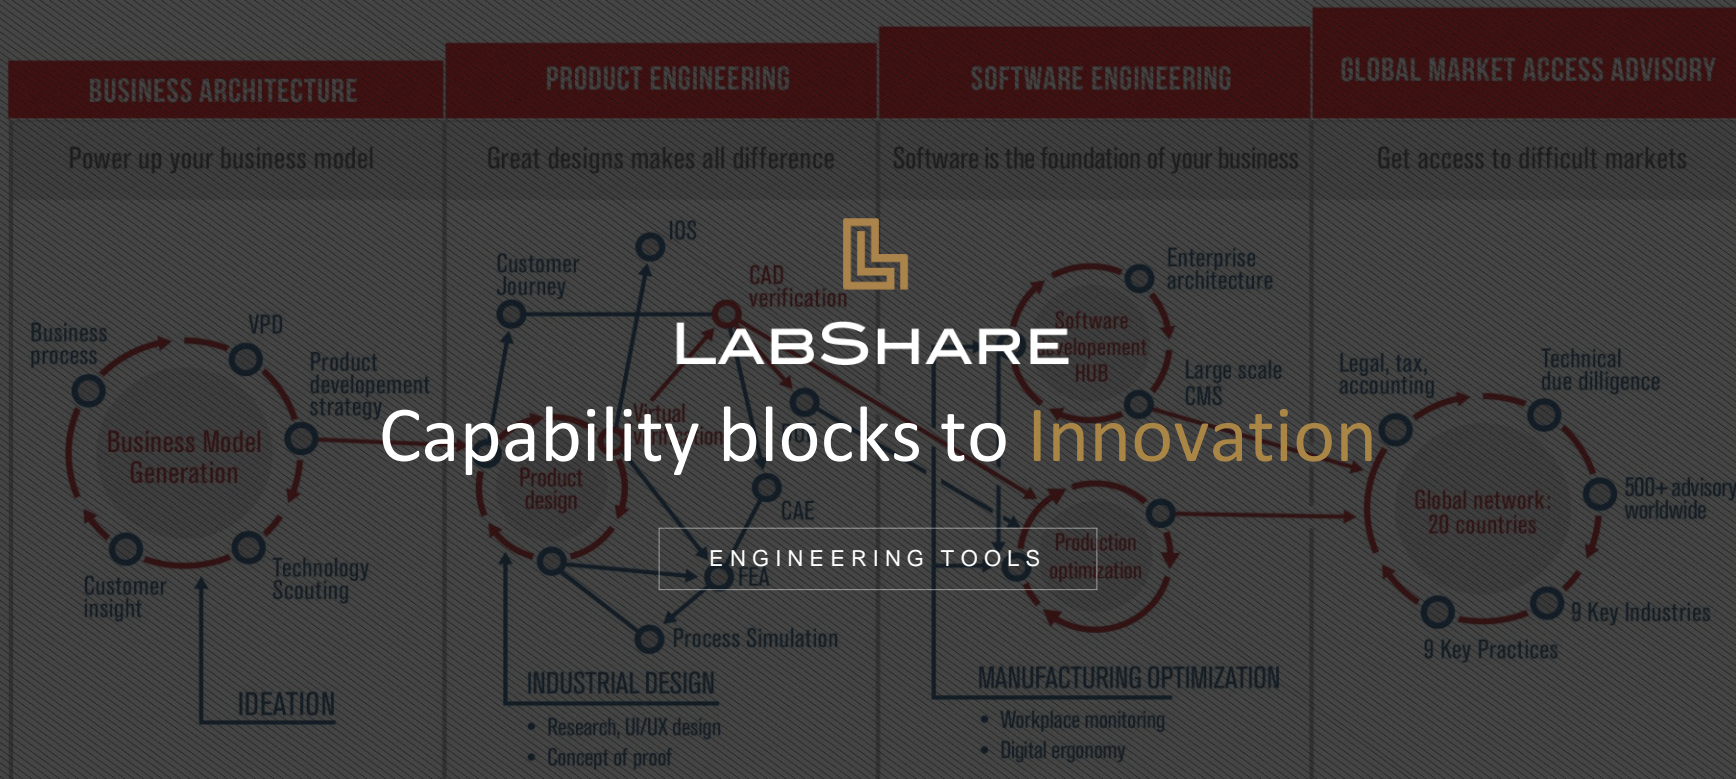 BUSINESS ARCHITECTURE
PRODUCT ENGINEERING
SOFTWARE ENGINEERING
GLOBAL MARKET ACCESS ADVISORY
Power up your business model
Great designs makes all difference
Software is the foundation of your business
Get access to difficult markets
Business
process
VPD
Product
developement
strategy
Business Model
Generation
Customer
insight
Technology
Scouting
IDEATION
IOS
Customer
Journey
CAD
verification
Virtual
Product
design
CAE
FEA
Process Simulation
INDUSTRIAL DESIGN
• Research, UI/UX design
• Concept of proof
Enterprise
architecture
Software
HUB
Large scale
CMS
Production
optimization
MANUFACTURING OPTIMIZATION
• Workplace monitoring
• Digital ergonomy
Legal, tax,
accounting
Technical
due dilligence
Global network:
20 countries
500+ advisory
worldwide
9 Key Industries
9 Key Practices
LABSHARE
Capability blocks to Innovation
ENGINEERING TOOLS